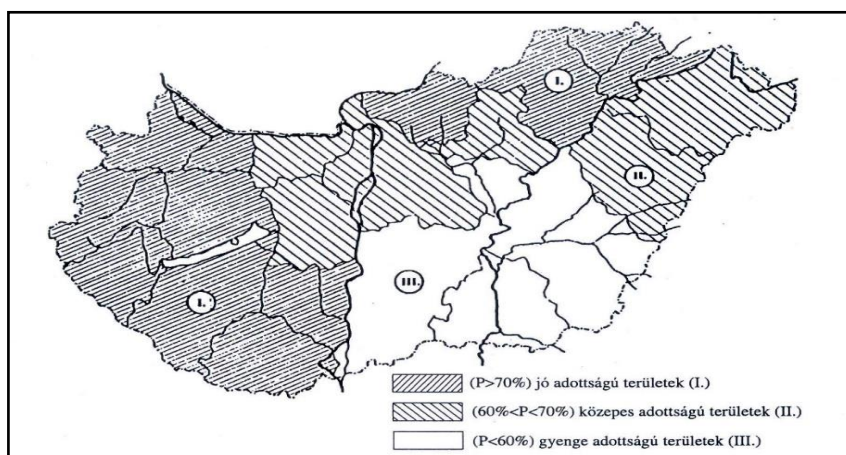 I.
II.
I.
III.
(P>70%) jó adottságú területek (I.)
(60%<P<70%) közepes adottságú területek (II.)
(P<60%) gyenge adottságú területek (III.)